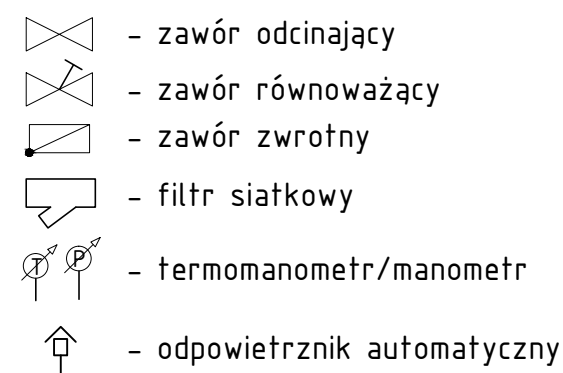 - zawór odcinający
- zawór równoważący
- zawór zwrotny
- filtr siatkowy
T P - termomanometr/manometr
- odpowietrznik automatyczny